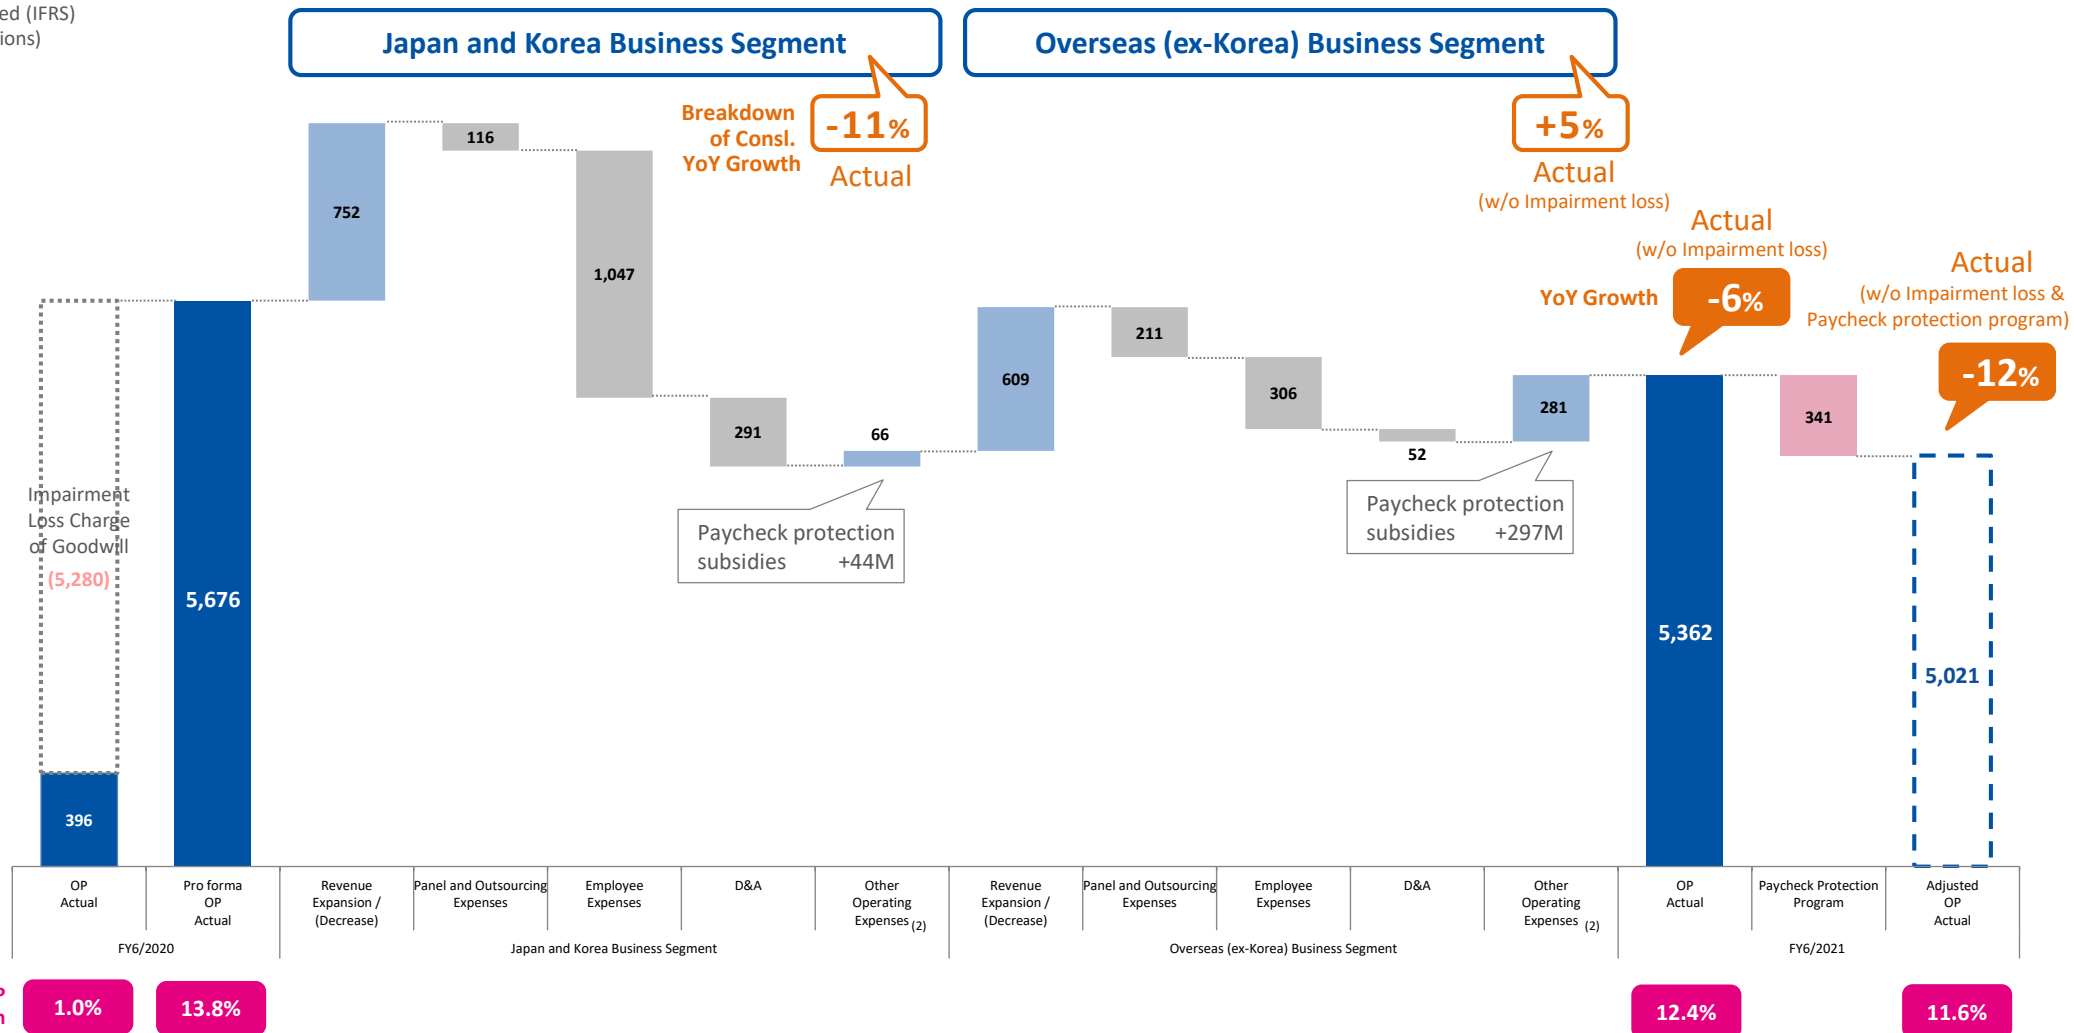 ed (IFRS)
ions)
Japan and Korea Business Segment
Overseas (ex-Korea) Business Segment
Breakdown
of Consl.
YoY Growth
-11%
Actual
+5%
Actual
(w/o Impairment loss)
Actual
(w/o Impairment loss)
YoY Growth
-6%
Actual
(w/o Impairment loss &
Paycheck protection program)
-12%
116
752
1,047
291
66
609
211
306
52
281
341
Impairment
Loss Charge
of Goodwill
(5,280)
396
5,676
Paycheck protection
subsidies +44M
Paycheck protection
subsidies +297M
5,362
5,021
OP
Actual
Pro forma
OP
Actual
Revenue
Expansion /
(Decrease)
Panel and Outsourcing
Expenses
Employee
Expenses
D&A
Other
Operating
Expenses (2)
Revenue
Expansion /
(Decrease)
Panel and Outsourcing
Expenses
Employee
Expenses
D&A
Other
Operating
Expenses (2)
OP
Actual
Paycheck Protection
Program
Adjusted
OP
Actual
FY6/2020
Japan and Korea Business Segment
Overseas (ex-Korea) Business Segment
FY6/2021
1.0%
13.8%
12.4%
11.6%